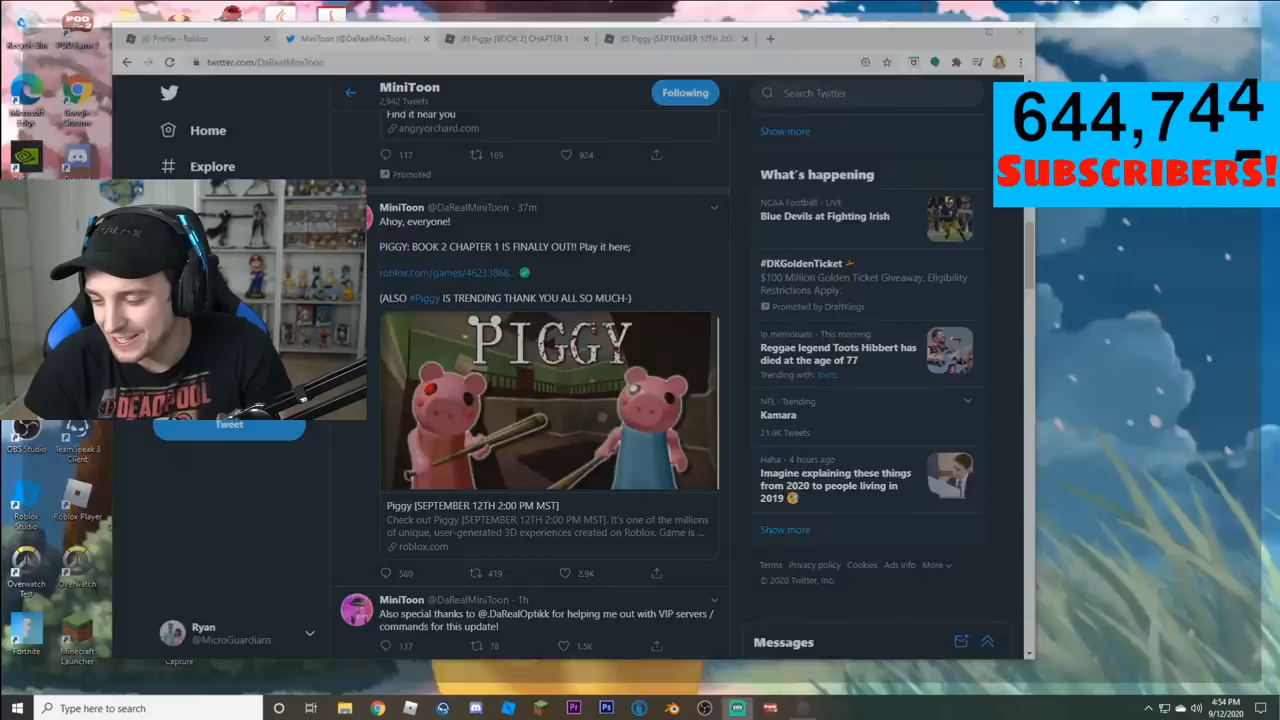 (6) Profile - Roblox
MiniToon (@DaRealMiniToon) /
(6) Piggy [BOOK 2] CHAPTER 1
(6) Piggy [SEPTEMBER 12TH 2:0
twitter.com/DaRealMiniToon
Recycle Bin
Microsoft Edge
Google Chrome
Home
Explore
MiniToon
2,942 Tweets
Following
Find it near you
angryorchard.com
117 169 924
Promoted
MiniToon @DaRealMiniToon · 37m
Ahoy, everyone!
PIGGY: BOOK 2 CHAPTER 1 IS FINALLY OUT!! Play it here;
roblox.com/games/46233868...
(ALSO #Piggy IS TRENDING THANK YOU ALL SO MUCH-)
PIGGY
Piggy [SEPTEMBER 12TH 2:00 PM MST]
Check out Piggy [SEPTEMBER 12TH 2:00 PM MST]. It's one of the millions
of unique, user-generated 3D experiences created on Roblox. Game is ...
roblox.com
580 419 2.9K
MiniToon @DaRealMiniToon · 1h
Also special thanks to @.DaRealOptikk for helping me out with VIP servers /
commands for this update!
137 78 1.5K
Search Twitter
Show more
What's happening
NCAA Football · LIVE
Blue Devils at Fighting Irish
#DKGoldenTicket
$100 Million Golden Ticket Giveaway. Eligibility
Restrictions Apply.
Promoted by DraftKings
In memoriam · This morning
Reggae legend Toots Hibbert has
died at the age of 77
Trending with: Toots
NFL · Trending
Kamara
21.9K Tweets
Haha · 4 hours ago
Imagine explaining these things
from 2020 to people living in
2019
Show more
Terms Privacy policy Cookies Ads info More
© 2020 Twitter, Inc.
Messages
644,744
SUBSCRIBERS!
ROBLOX
DEADPOOL
Tweet
OBS Studio
TeamSpeak 3 Client
Roblox Studio
Roblox Player
Overwatch Test
Overwatch
Fortnite
Minecraft Launcher
Capture
Ryan
@MicroGuardians
Type here to search
4:54 PM
9/12/2020